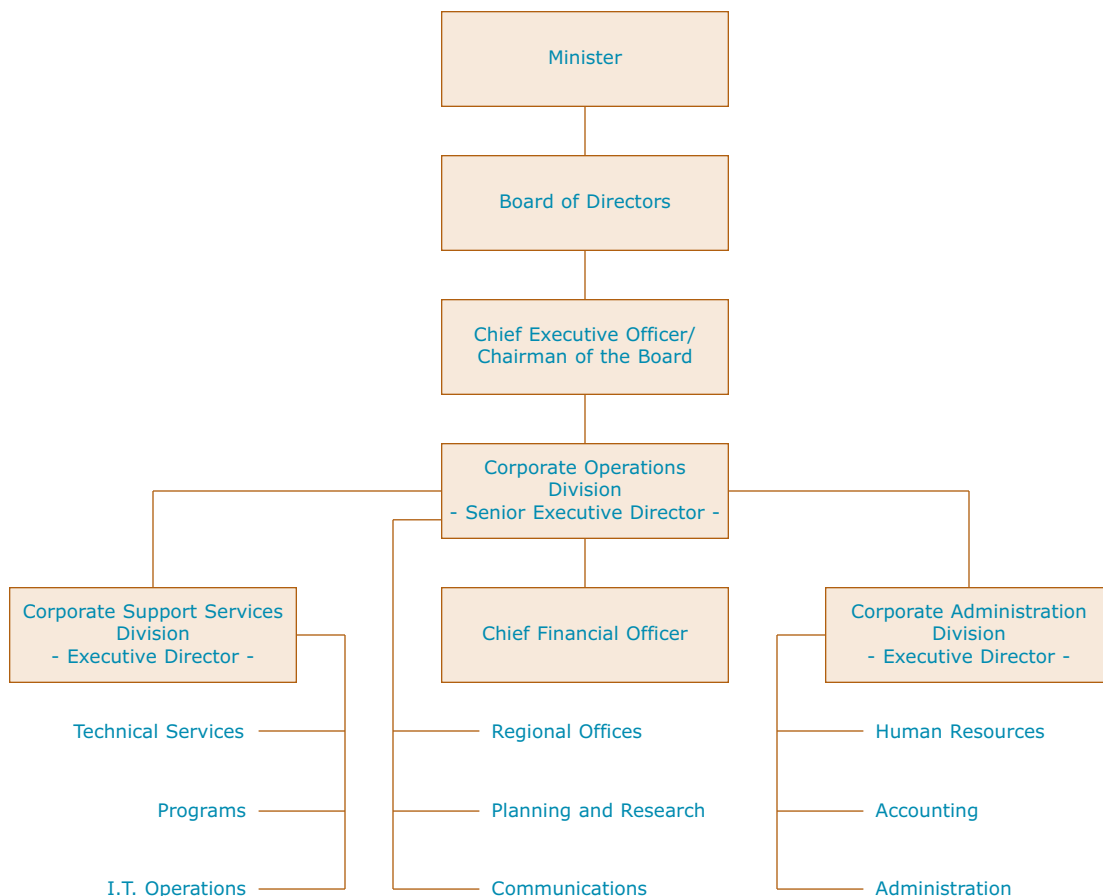 Minister
Board of Directors
Chief Executive Officer/
Chairman of the Board
Corporate Operations
Division
- Senior Executive Director -
Corporate Support Services
Division
- Executive Director -
Chief Financial Officer
Corporate Administration
Division
- Executive Director -
Technical Services
Regional Offices
Human Resources
Programs
Planning and Research
Accounting
I.T. Operations
Communications
Administration